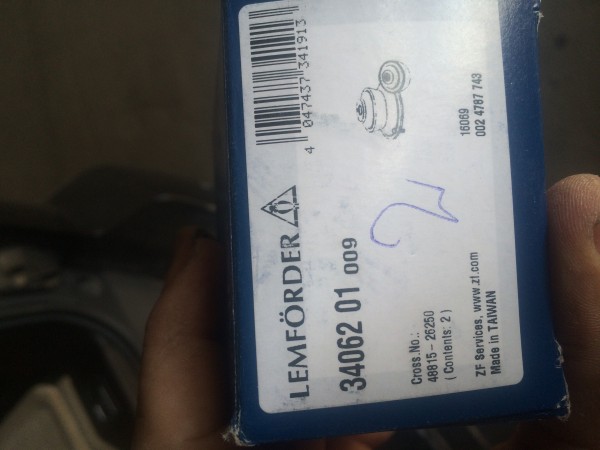 4 047437 341913
LEMFÖRDER
34062 01 009
Cross.No.:
48815 - 26250
( Contents: 2 )
16069
002 4787 743
ZF Services, www.zf.com
Made in TAIWAN